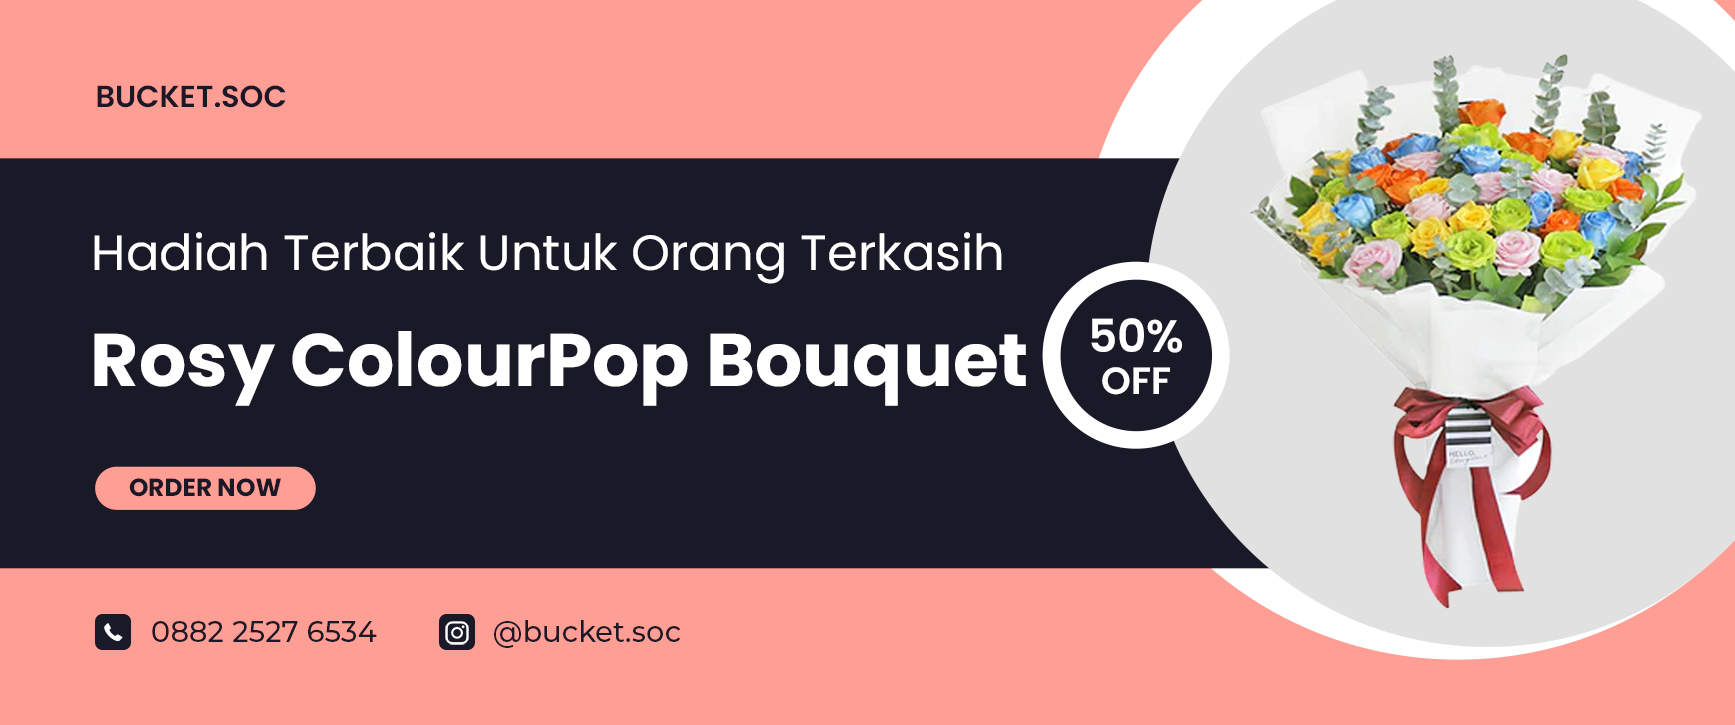 BUCKET.SOC
Hadiah Terbaik Untuk Orang Terkasih
Rosy ColourPop Bouquet
50%
OFF
ORDER NOW
0882 2527 6534
@bucket.soc
HELLO,